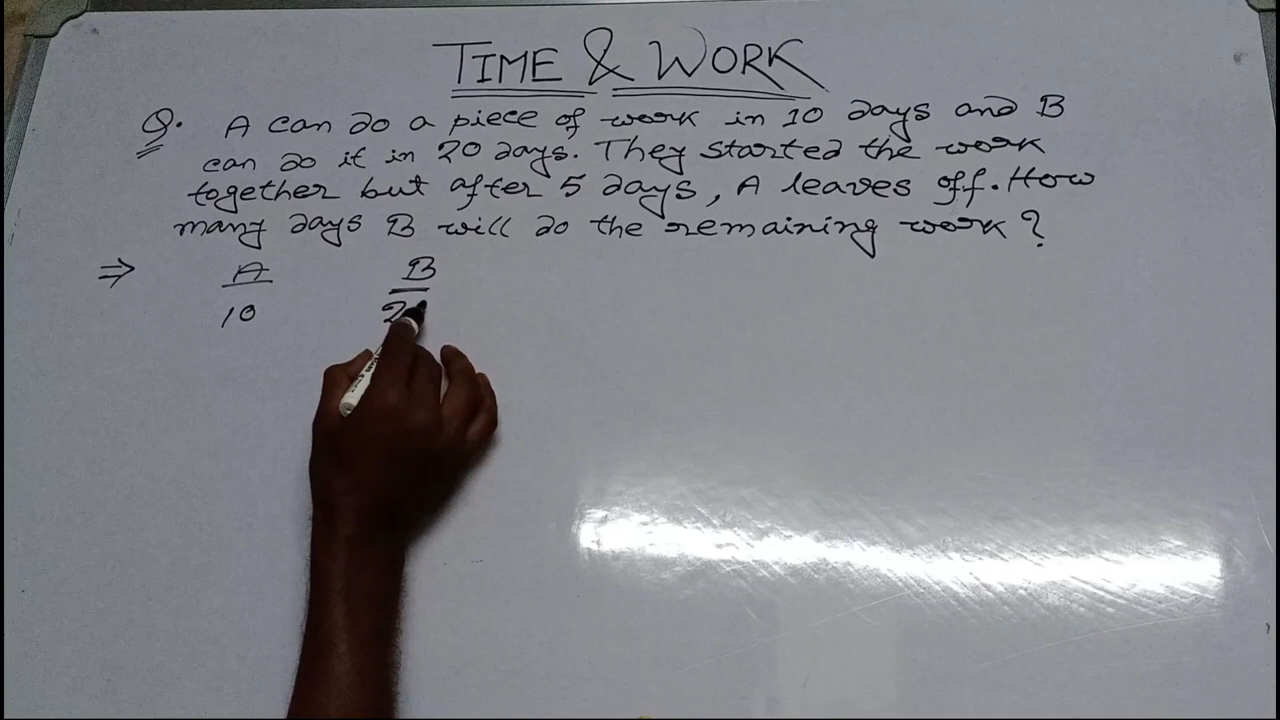 TIME & WORK
Q. A can do a piece of work in 10 days and B
can do it in 20 days. They started the work
together but after 5 days, A leaves off. How
many days B will do the remaining work?
⇒ A B
10